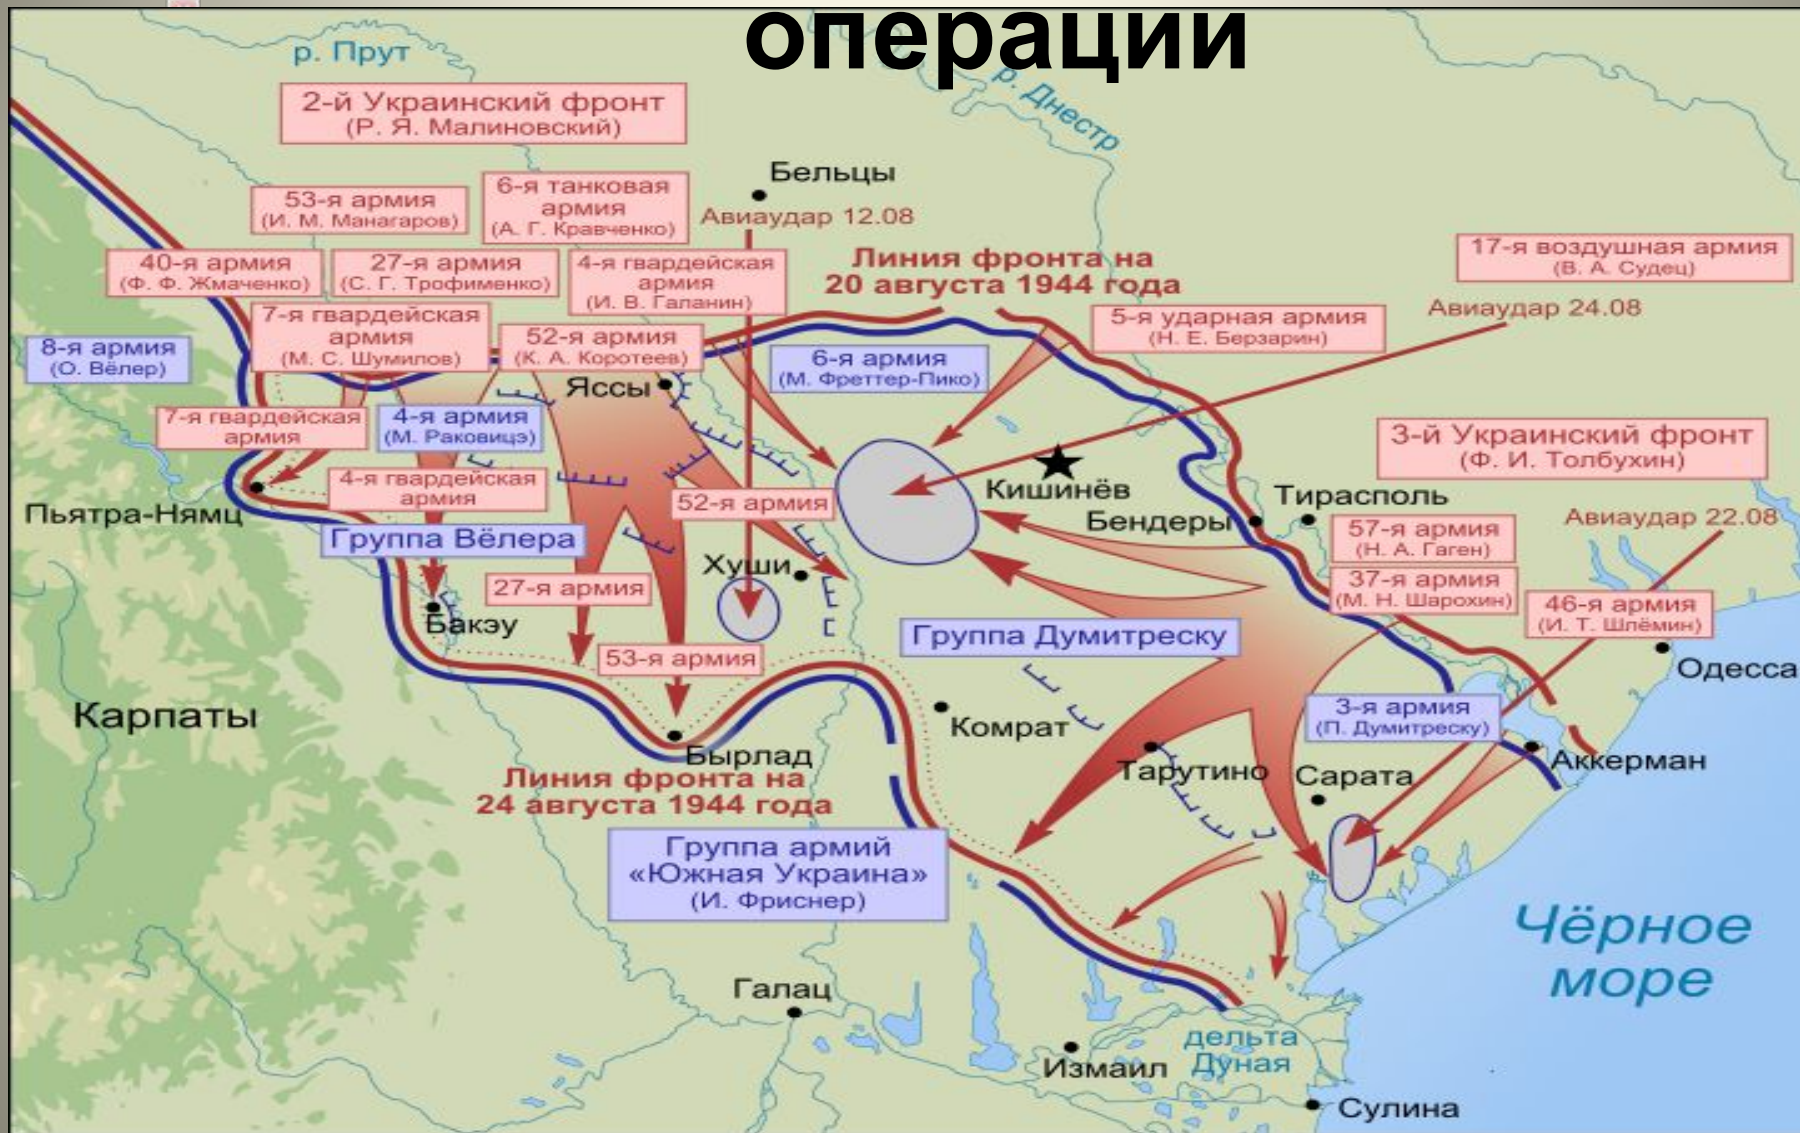 операции
р. Прут
р. Днестр
2-й Украинский фронт
(Р. Я. Малиновский)
Бельцы
53-я армия
(И. М. Манагаров)
6-я танковая
армия
(А. Г. Кравченко)
Авиаудар 12.08
40-я армия
(Ф. Ф. Жмаченко)
27-я армия
(С. Г. Трофименко)
4-я гвардейская
армия
(И. В. Галанин)
Линия фронта на
20 августа 1944 года
17-я воздушная армия
(В. А. Судец)
Авиаудар 24.08
7-я гвардейская
армия
(М. С. Шумилов)
52-я армия
(К. А. Коротеев)
5-я ударная армия
(Н. Е. Берзарин)
8-я армия
(О. Вёлер)
6-я армия
(М. Фреттер-Пико)
Яссы
7-я гвардейская
армия
4-я армия
(М. Раковицэ)
3-й Украинский фронт
(Ф. И. Толбухин)
4-я гвардейская
армия
52-я армия
Кишинёв
Бендеры
Тирасполь
Авиаудар 22.08
Пьятра-Нямц
Группа Вёлера
57-я армия
(Н. А. Гаген)
Хуши
27-я армия
37-я армия
(М. Н. Шарохин)
46-я армия
(И. Т. Шлёмин)
Бакэу
Группа Думитреску
53-я армия
Одесса
Карпаты
Комрат
3-я армия
(П. Думитреску)
Бырлад
Тарутино
Сарата
Аккерман
Линия фронта на
24 августа 1944 года
Группа армий
«Южная Украина»
(И. Фриснер)
Чёрное
море
Галац
дельта
Дуная
Измаил
Сулина